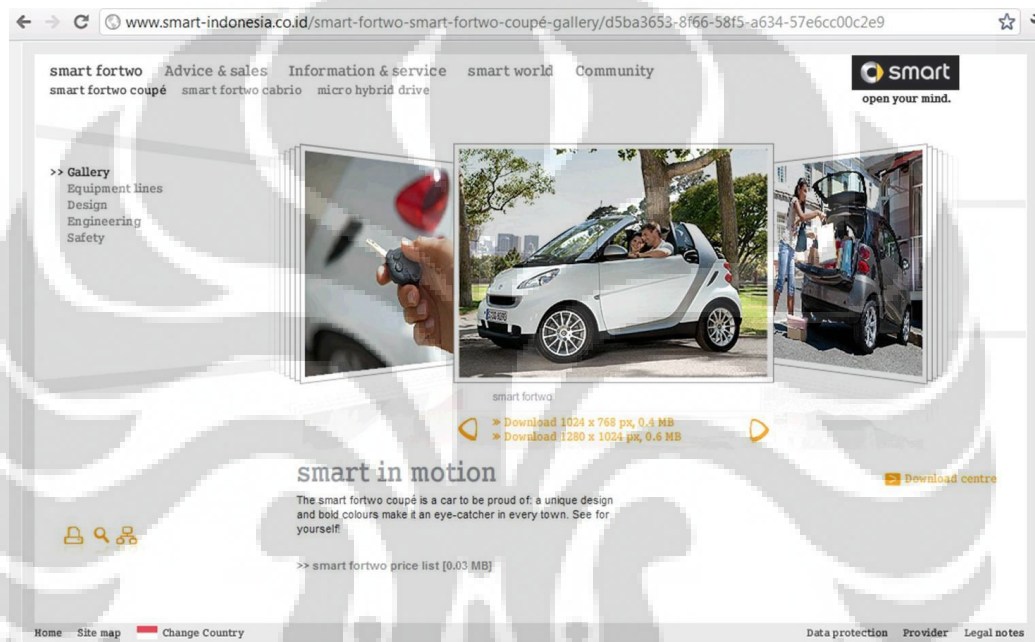 www.smart-indonesia.co.id/smart-fortwo-smart-fortwo-coupé-gallery/d5ba3653-8f66-58f5-a634-57e6cc00c2e9
smart fortwo Advice & sales Information & service smart world Community
smart fortwo coupé smart fortwo cabrio micro hybrid drive
smart
open your mind.
>> Gallery
Equipment lines
Design
Engineering
Safety
smart fortwo
» Download 1024 x 768 px, 0.4 MB
» Download 1280 x 1024 px, 0.6 MB
smart in motion
Download centre
The smart fortwo coupé is a car to be proud of: a unique design
and bold colours make it an eye-catcher in every town. See for
yourself!
>> smart fortwo price list [0.03 MB]
Home Site map Change Country Data protection Provider Legal notes